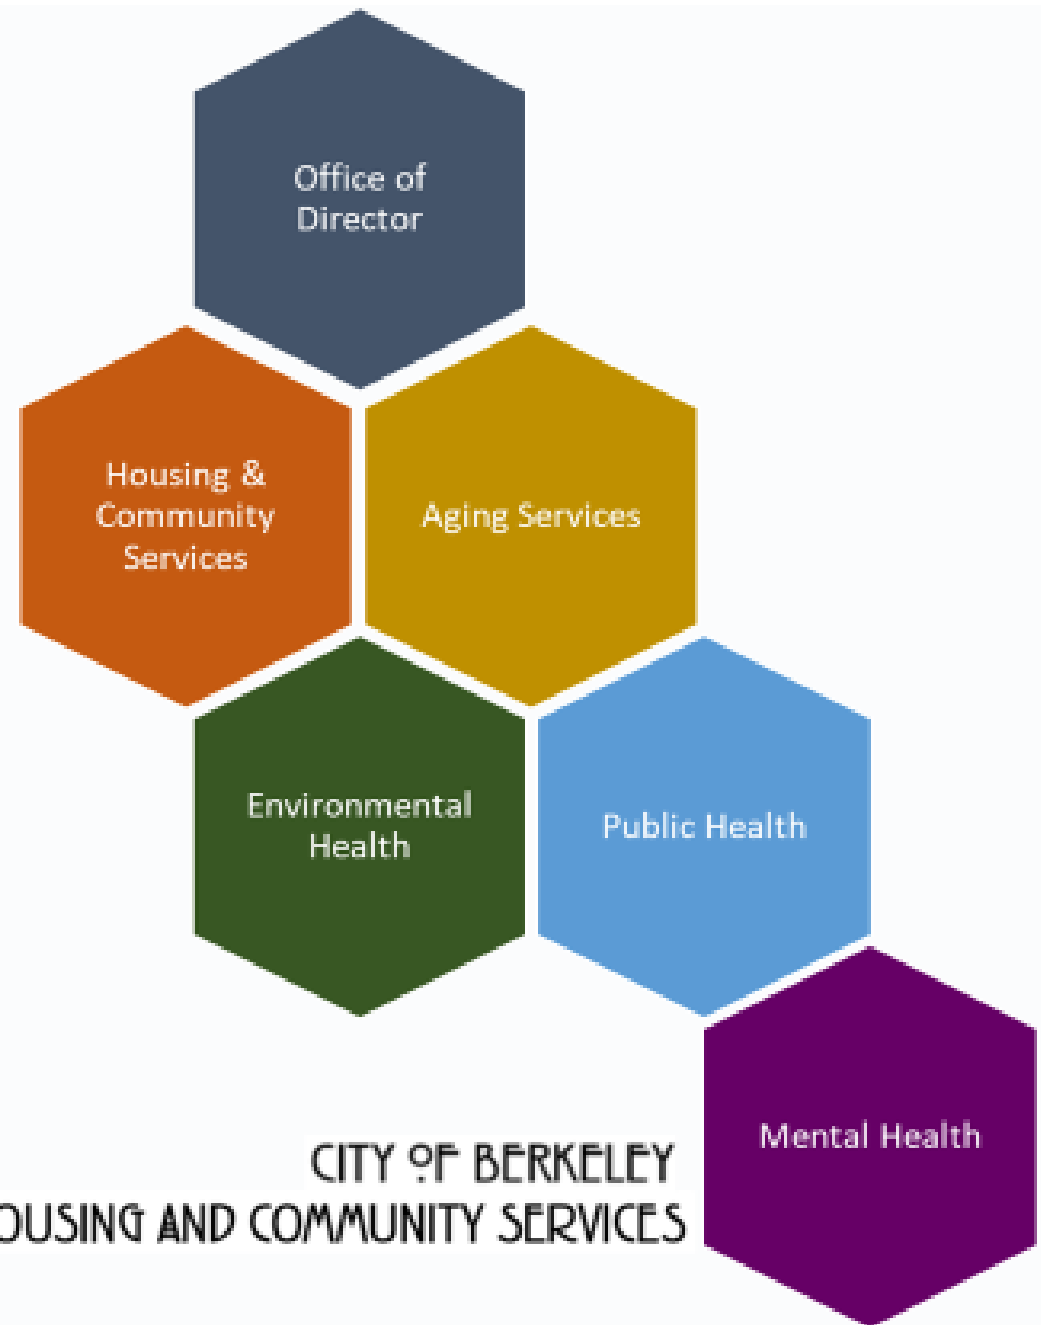 Office of
Director
Housing &
Community
Services
Aging Services
Environmental
Health
Public Health
Mental Health
CITY OF BERKELEY
OUSING AND COMMUNITY SERVICES